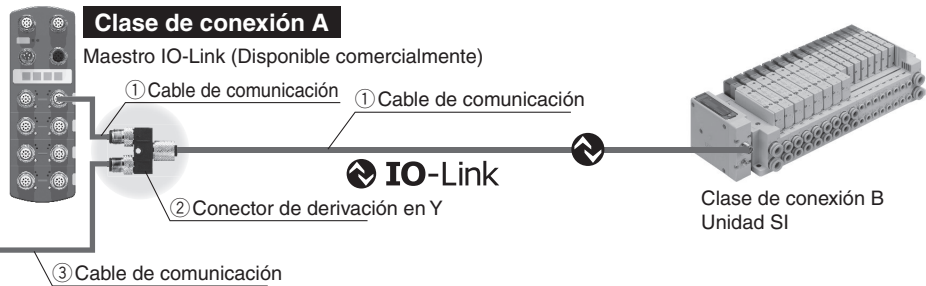 Clase de conexión A
Maestro IO-Link (Disponible comercialmente)
①Cable de comunicación
①Cable de comunicación
IO-Link
②Conector de derivación en Y
Clase de conexión B
Unidad SI
③Cable de comunicación